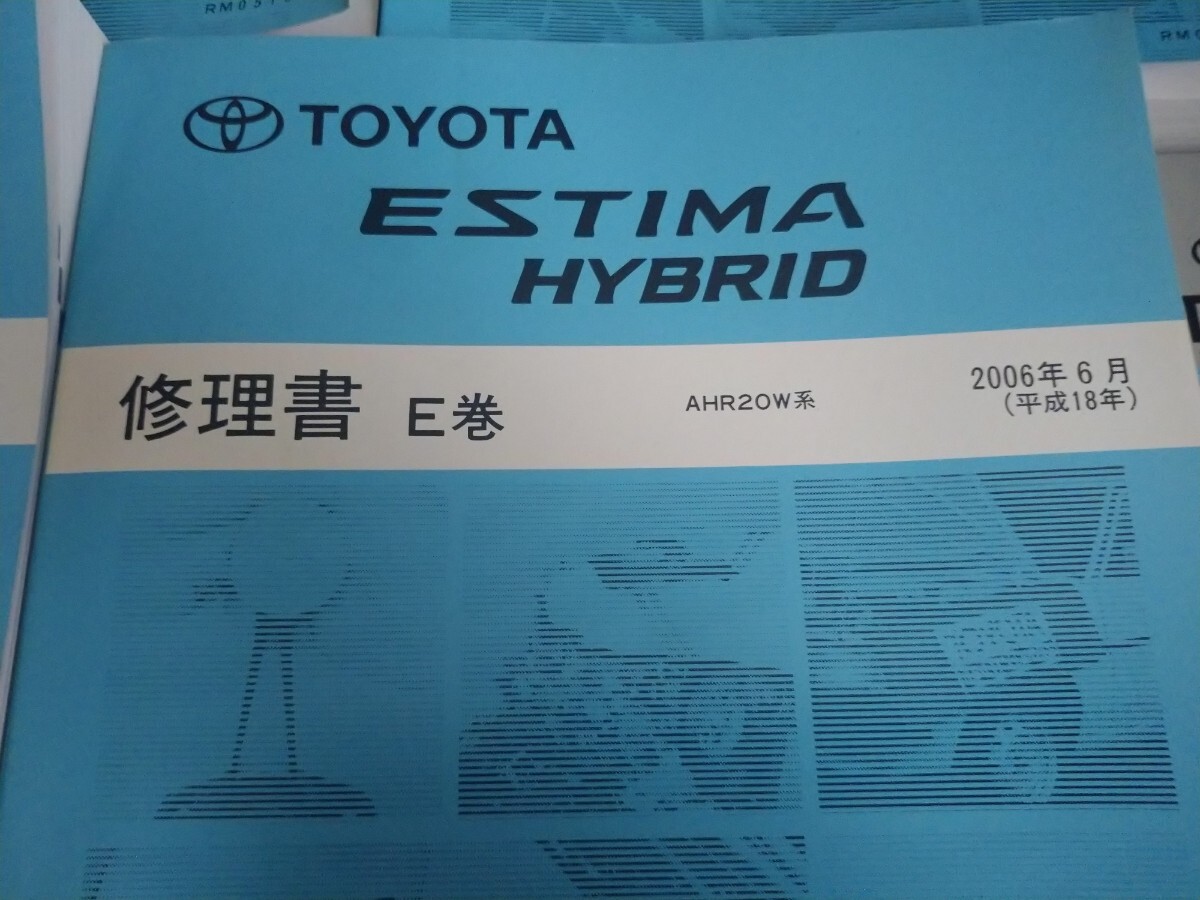 TOYOTA
ESTIMA
HYBRID
修理書 E巻
AHR20W系
2006年6月
(平成18年)